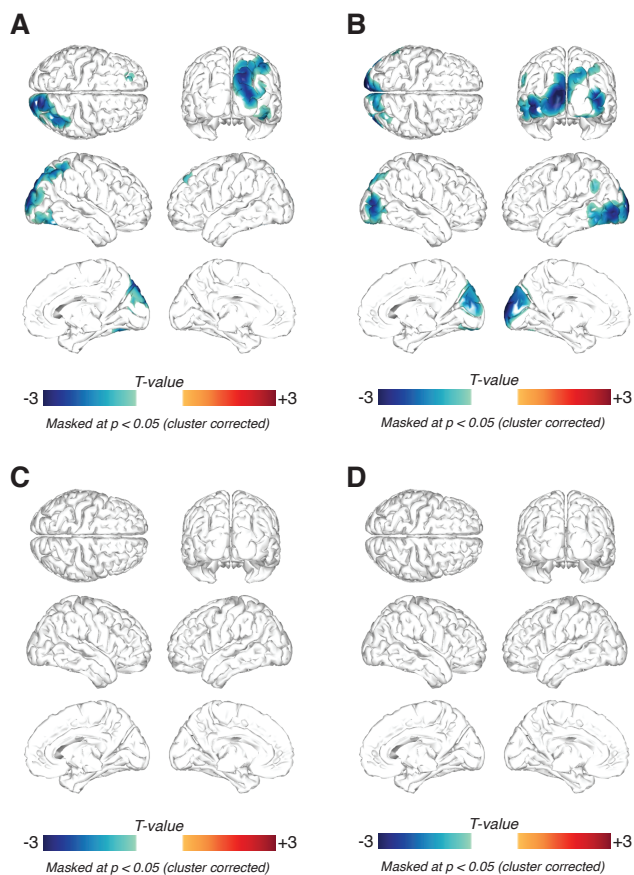 A
B
T-value
-3
+3
Masked at p < 0.05 (cluster corrected)
T-value
-3
+3
Masked at p < 0.05 (cluster corrected)
C
D
T-value
-3
+3
Masked at p < 0.05 (cluster corrected)
T-value
-3
+3
Masked at p < 0.05 (cluster corrected)